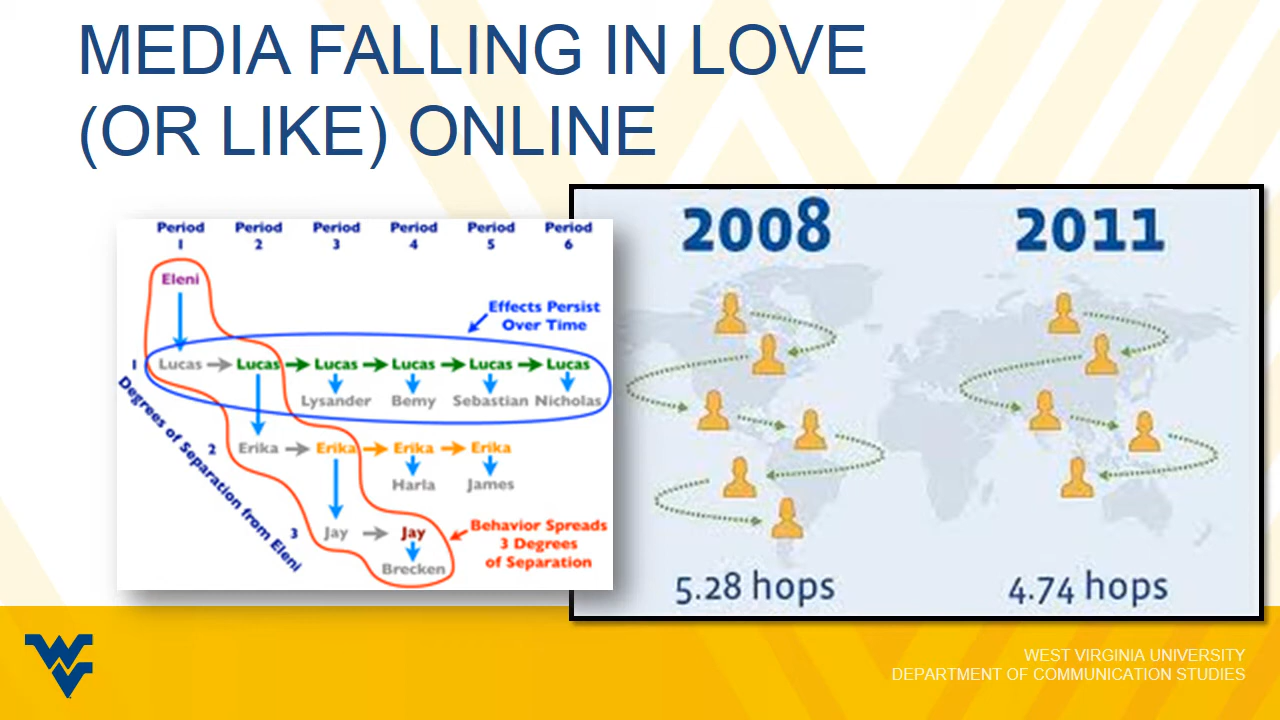 MEDIA FALLING IN LOVE
(OR LIKE) ONLINE
Period Period Period Period Period Period
1 2 3 4 5 6
Eleni
Effects Persist
Over Time
1 Lucas Lucas Lucas Lucas Lucas Lucas
Lysander Bemy Sebastian Nicholas
Degrees of Separation from Eleni
2 Erika Erika Erika Erika
Harla James
3 Jay Jay
Brecken
Behavior Spreads
3 Degrees
of Separation
2008
5.28 hops
2011
4.74 hops
WV
WEST VIRGINIA UNIVERSITY
DEPARTMENT OF COMMUNICATION STUDIES